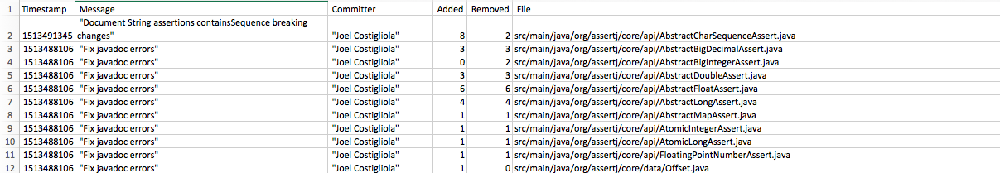 1 Timestamp Message Committer Added Removed File
"Document String assertions containsSequence breaking
2 1513491345 changes" "Joel Costigliola" 8 2 src/main/java/org/assertj/core/api/AbstractCharSequenceAssert.java
3 1513488106 "Fix javadoc errors" "Joel Costigliola" 3 3 src/main/java/org/assertj/core/api/AbstractBigDecimalAssert.java
4 1513488106 "Fix javadoc errors" "Joel Costigliola" 0 2 src/main/java/org/assertj/core/api/AbstractBigIntegerAssert.java
5 1513488106 "Fix javadoc errors" "Joel Costigliola" 3 3 src/main/java/org/assertj/core/api/AbstractDoubleAssert.java
6 1513488106 "Fix javadoc errors" "Joel Costigliola" 6 6 src/main/java/org/assertj/core/api/AbstractFloatAssert.java
7 1513488106 "Fix javadoc errors" "Joel Costigliola" 4 4 src/main/java/org/assertj/core/api/AbstractLongAssert.java
8 1513488106 "Fix javadoc errors" "Joel Costigliola" 1 1 src/main/java/org/assertj/core/api/AbstractMapAssert.java
9 1513488106 "Fix javadoc errors" "Joel Costigliola" 1 1 src/main/java/org/assertj/core/api/AtomicIntegerAssert.java
10 1513488106 "Fix javadoc errors" "Joel Costigliola" 1 1 src/main/java/org/assertj/core/api/AtomicLongAssert.java
11 1513488106 "Fix javadoc errors" "Joel Costigliola" 1 1 src/main/java/org/assertj/core/api/FloatingPointNumberAssert.java
12 1513488106 "Fix javadoc errors" "Joel Costigliola" 1 0 src/main/java/org/assertj/core/data/Offset.java